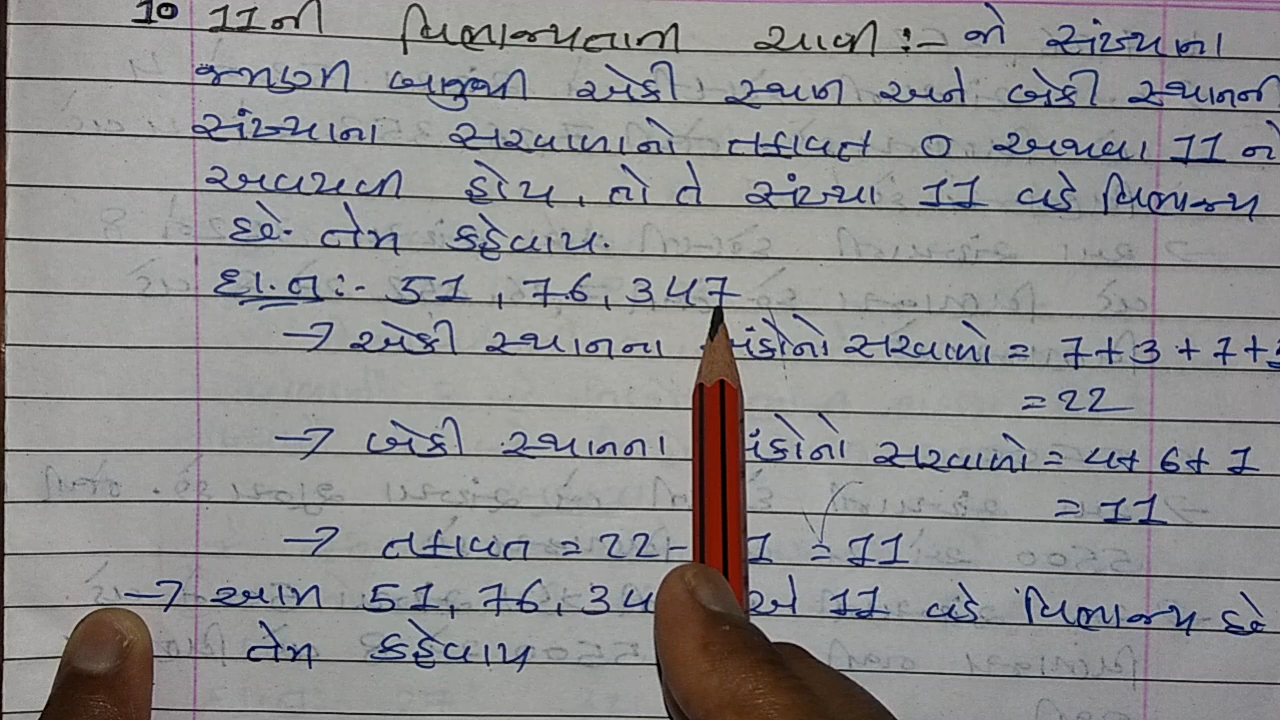 10 11ની વિભાજ્યતાની ચાવી :- જે સંખ્યાના
જમણી બાજુથી એકી સ્થાન અને બેકી સ્થાનની
સંખ્યાના સરવાળાનો તફાવત 0 અથવા 11 નો
અવયવી હોય, તો તે સંખ્યા 11 વડે વિભાજ્ય
છે. તેમ કહેવાય.
દા.ત. :- 51, 76, 347
→ એકી સ્થાનના અંકોનો સરવાળો = 7+3+7+
= 22
→ બેકી સ્થાનના અંકોનો સરવાળો = 4+6+1
= 11
→ તફાવત = 22 - 1 = 11
→ આમ 51, 76, 34 એ 11 વડે વિભાજ્ય છે
તેમ કહેવાય